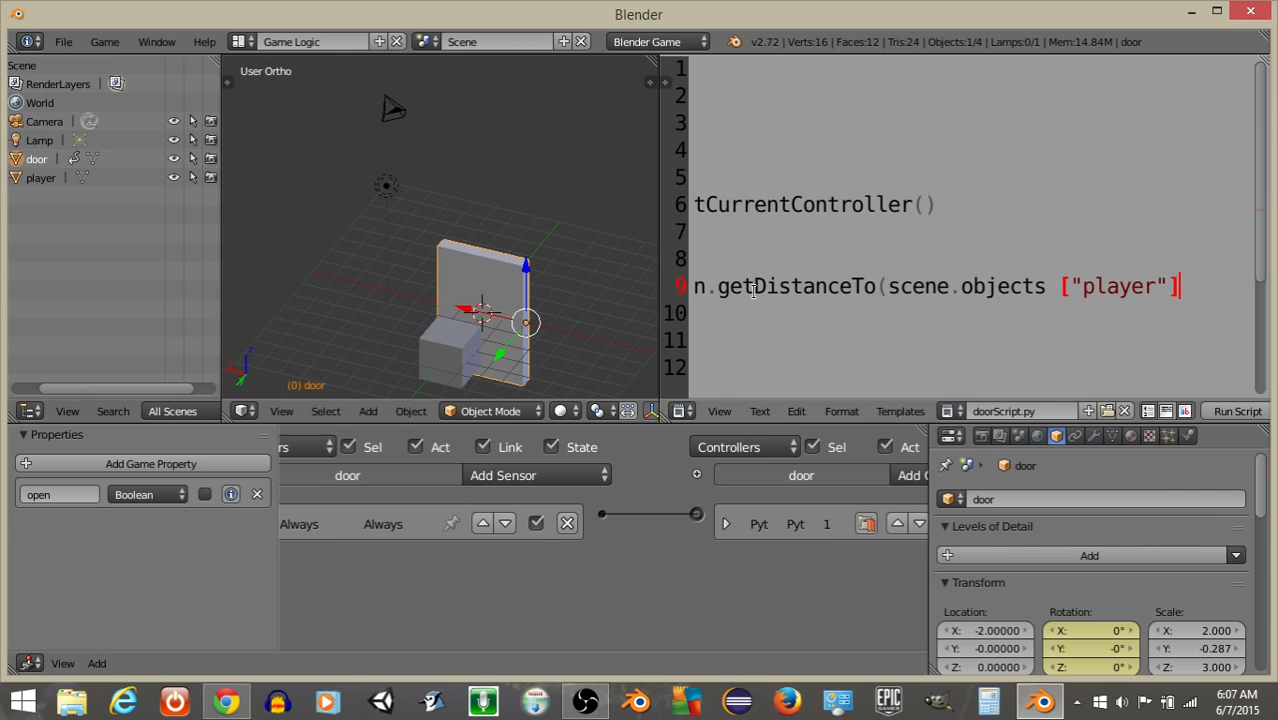 Blender
File Game Window Help Game Logic Scene Blender Game v2.72 | Verts:16 | Faces:12 | Tris:24 | Objects:1/4 | Lamps:0/1 | Mem:14.84M | door
Scene
RenderLayers |
World
Camera |
Lamp |
door |
player |
View Search All Scenes
User Ortho
(0) door
View Select Add Object Object Mode
1
2
3
4
5
6 tCurrentController()
7
8
9 n.getDistanceTo(scene.objects ["player"]
10
11
12
View Text Edit Format Templates doorScript.py Run Script
Properties
Add Game Property
open Boolean
View Add
rs Sel Act Link State
door Add Sensor
Always Always
Controllers Sel Act
door Add C
Pyt Pyt 1
door
door
Levels of Detail
Add
Transform
Location: Rotation: Scale:
X: -2.00000 X: 0° X: 2.000
Y: -0.00000 Y: -0° Y: -0.287
Z: 0.00000 Z: 0° Z: 3.000
EPIC GAMES
6:07 AM
6/7/2015